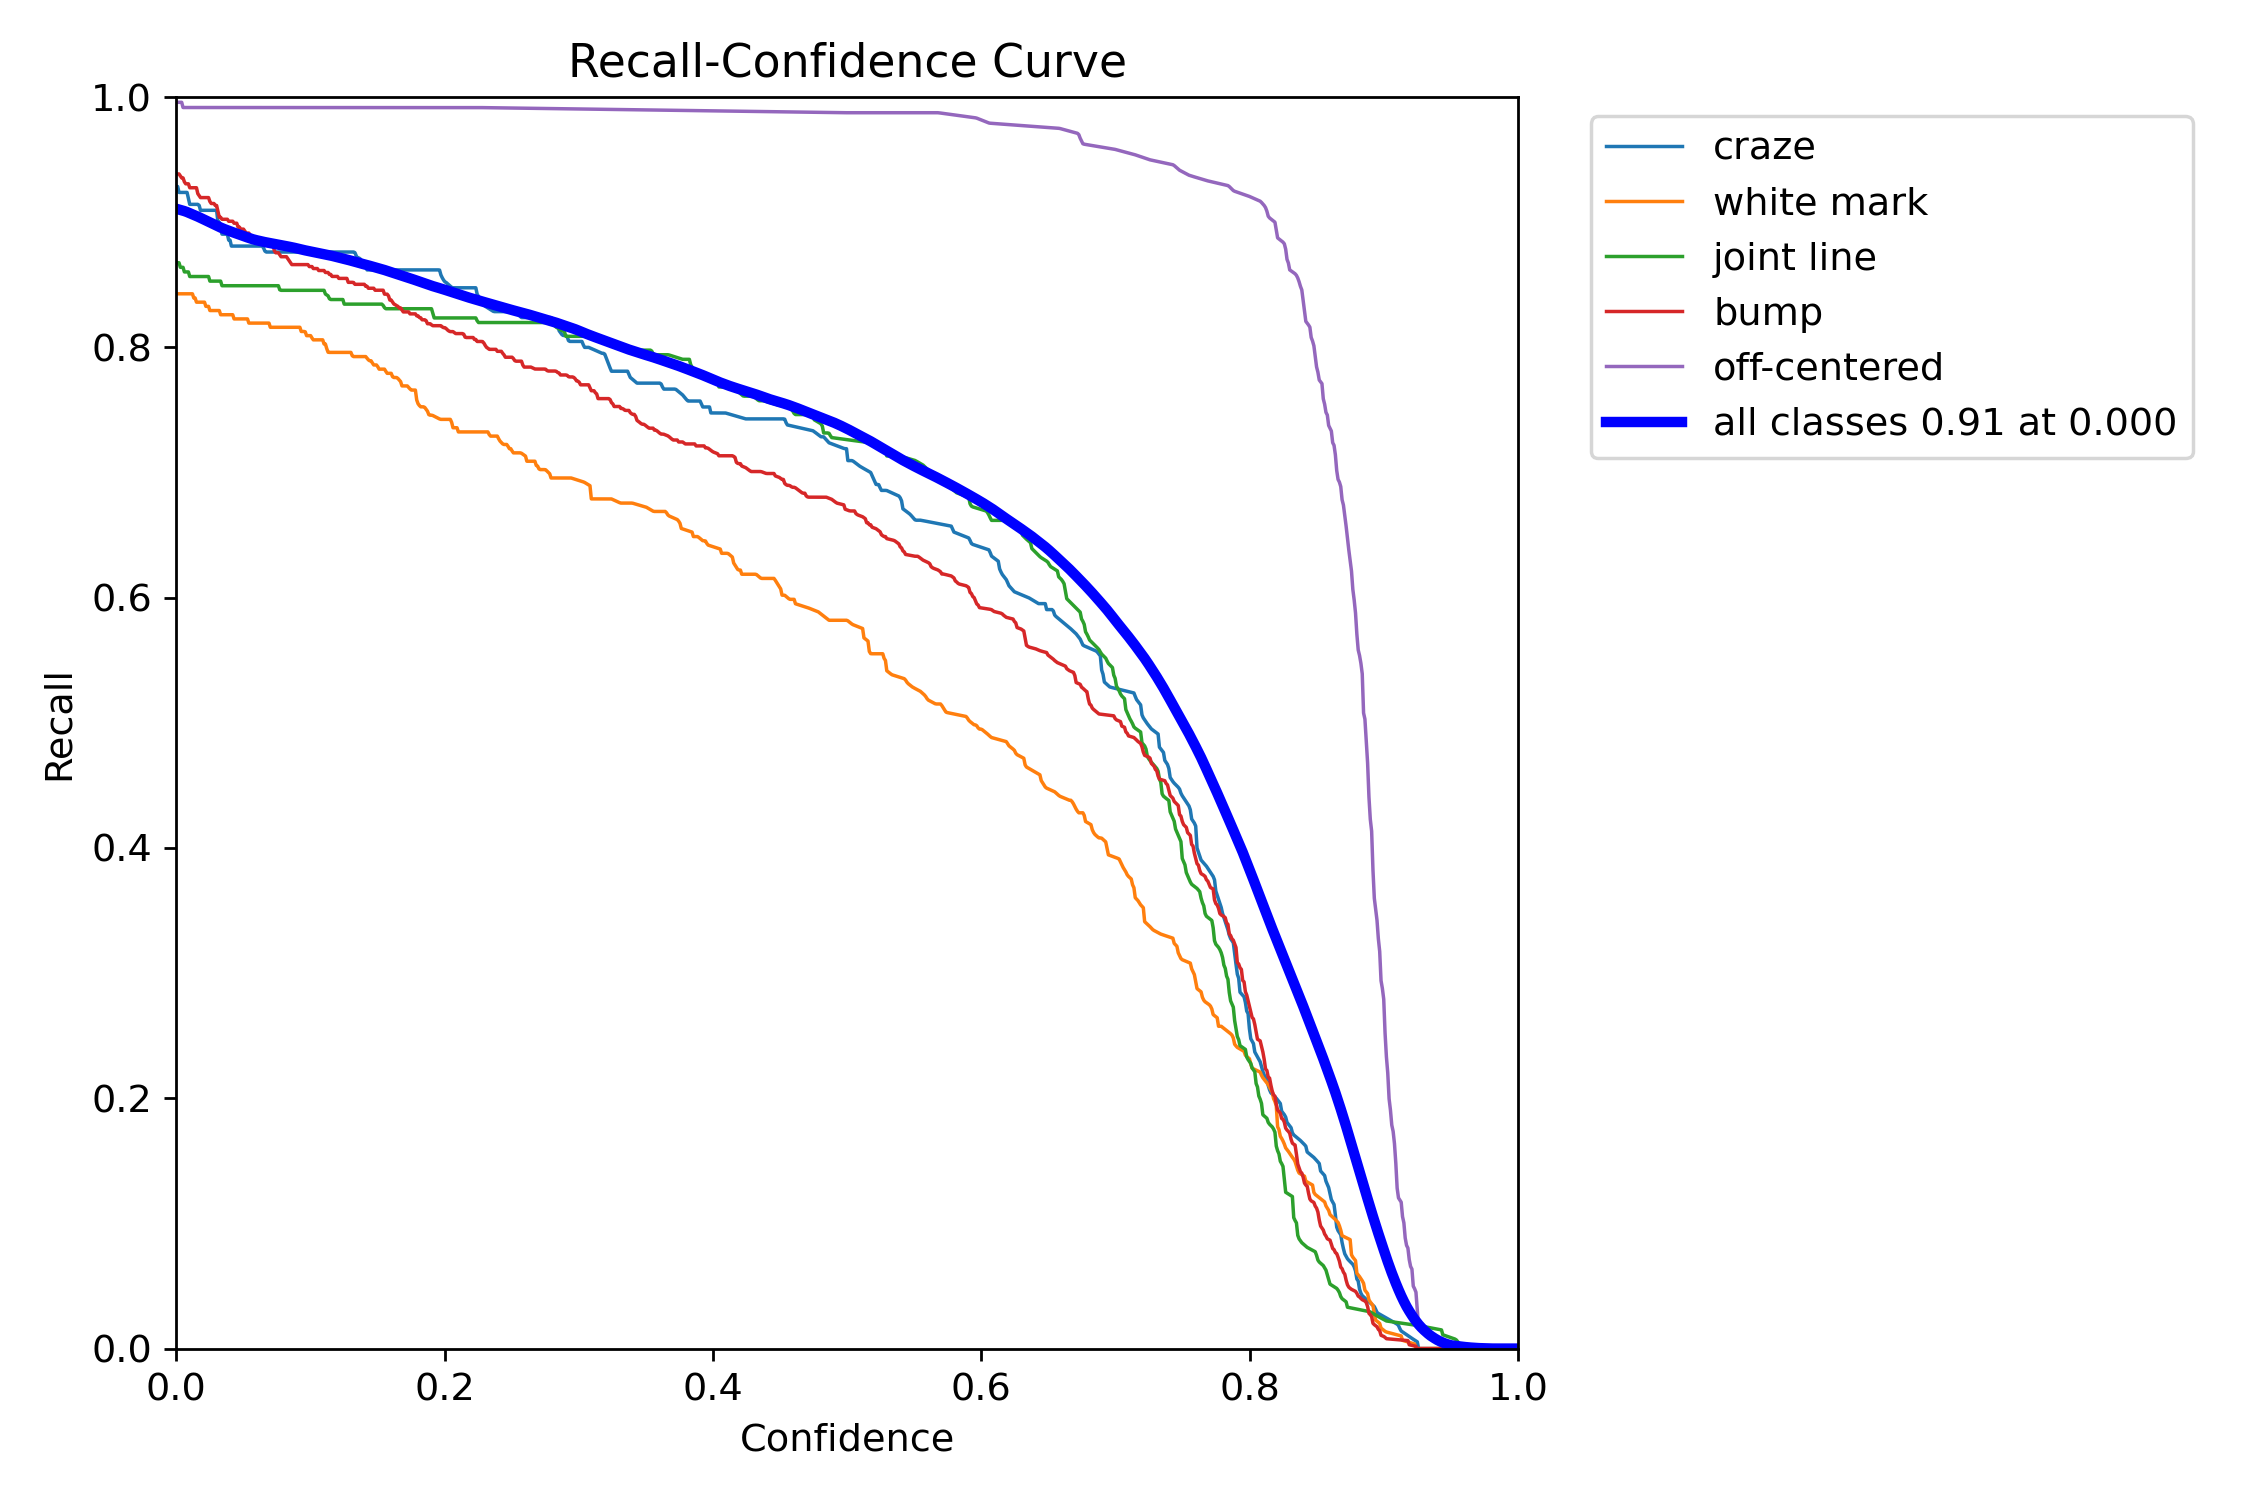 Recall-Confidence Curve
1.0
0.8
0.6
0.4
0.2
0.0
Recall
0.0 0.2 0.4 0.6 0.8 1.0
Confidence
craze
white mark
joint line
bump
off-centered
all classes 0.91 at 0.000